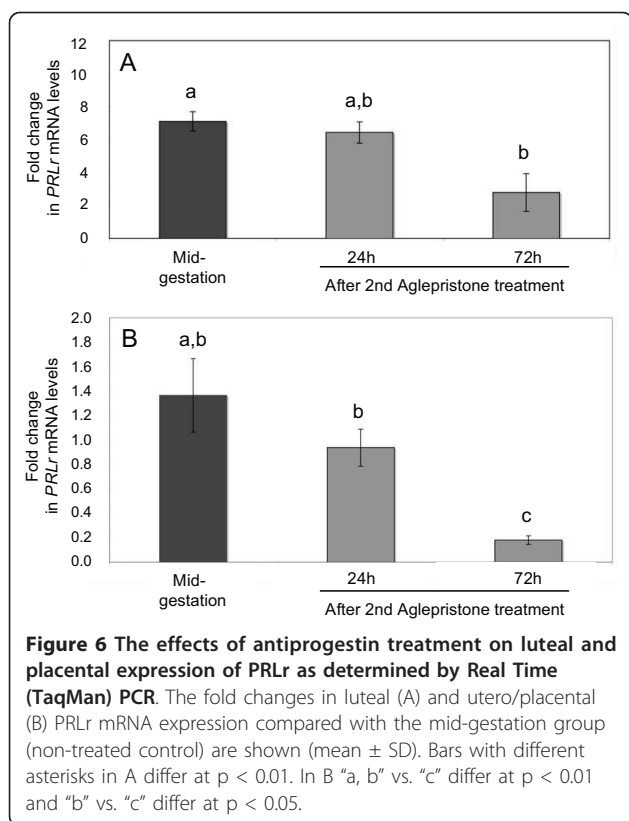 12
10
8
6
4
2
0
Fold change
in PRLr mRNA levels
A
a
a,b
b
Mid-
gestation
24h
72h
After 2nd Aglepristone treatment
2.0
1.8
1.6
1.4
1.2
1.0
0.8
0.6
0.4
0.2
0.0
Fold change
in PRLr mRNA levels
B
a,b
b
c
Mid-
gestation
24h
72h
After 2nd Aglepristone treatment
Figure 6 The effects of antiprogestin treatment on luteal and
placental expression of PRLr as determined by Real Time
(TaqMan) PCR. The fold changes in luteal (A) and utero/placental
(B) PRLr mRNA expression compared with the mid-gestation group
(non-treated control) are shown (mean ± SD). Bars with different
asterisks in A differ at p < 0.01. In B “a, b” vs. “c” differ at p < 0.01
and “b” vs. “c” differ at p < 0.05.